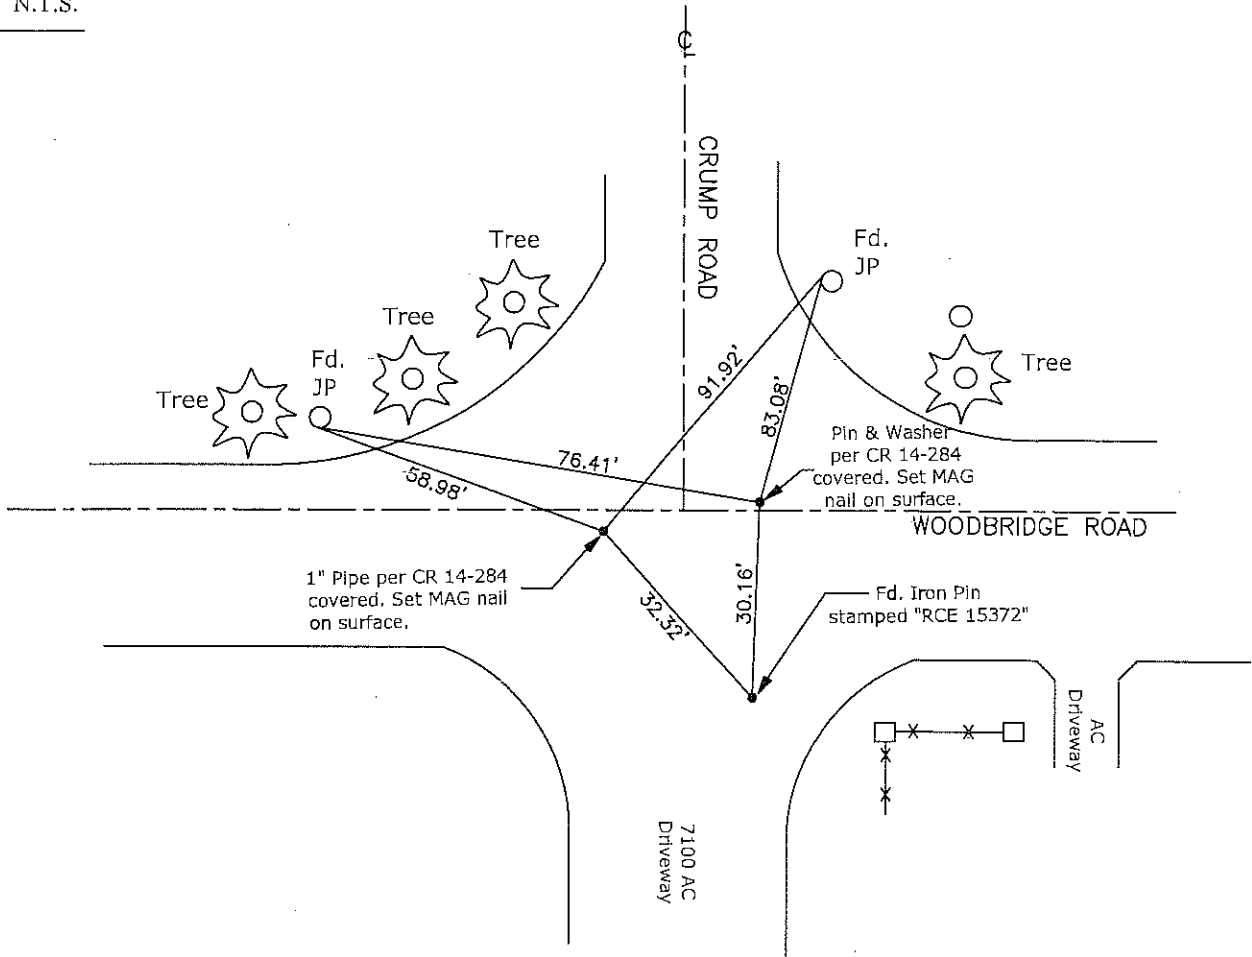 N.T.S.
℄
CRUMP ROAD
Tree
Fd.
JP
Tree
Fd.
JP
Tree
Tree
91.92'
83.08'
Pin & Washer
per CR 14-284
covered. Set MAG
nail on surface.
76.41'
58.98'
WOODBRIDGE ROAD
1" Pipe per CR 14-284
covered. Set MAG nail
on surface.
32.32'
30.16'
Fd. Iron Pin
stamped "RCE 15372"
AC
Driveway
7100 AC
Driveway